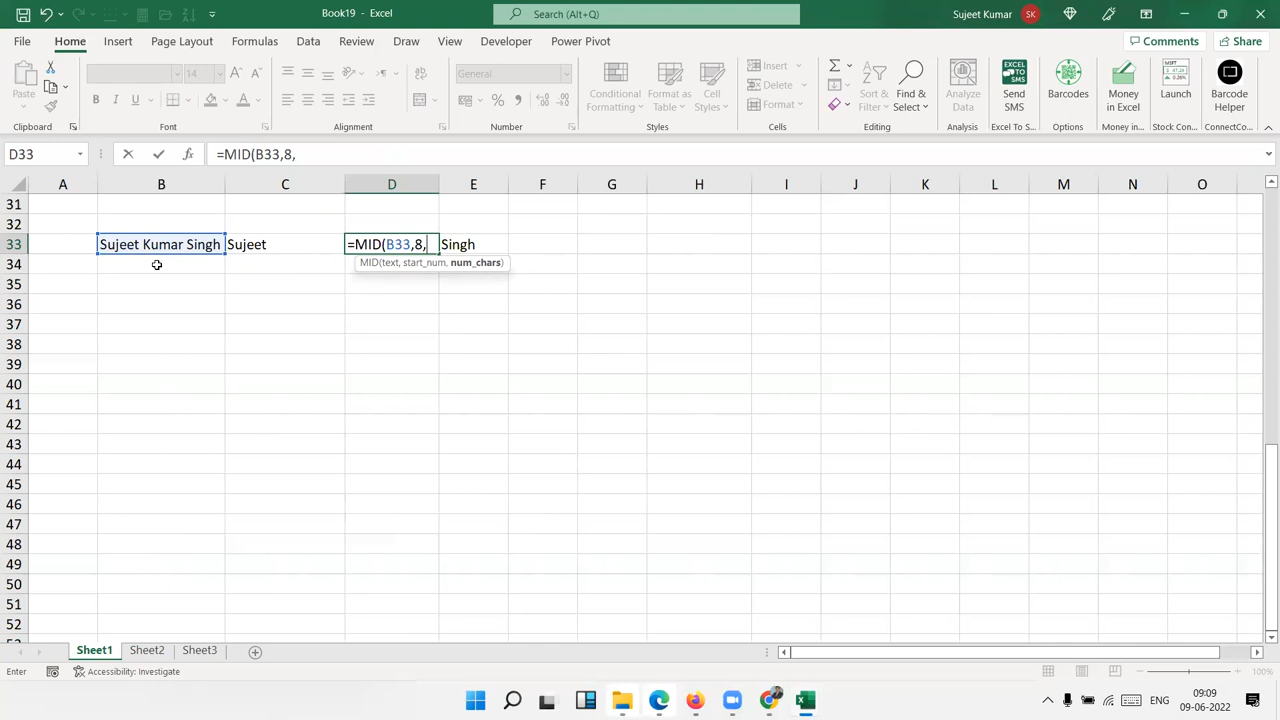 Book19 - Excel
Search (Alt+Q)
Sujeet Kumar
SK
File Home Insert Page Layout Formulas Data Review View Developer Power Pivot
Comments
Share
Paste
B I U
14
A A
General
Conditional Formatting
Format as Table
Cell Styles
Insert
Delete
Format
Sort & Filter
Find & Select
Analyze Data
Send SMS
Barcodes
Money in Excel
Launch
Barcode Helper
Clipboard Font Alignment Number Styles Cells Editing Analysis Excel To S... Options Money in... Stock Con... ConnectCo...
D33
fx
=MID(B33,8,
A B C D E F G H I J K L M N O
31
32
33 Sujeet Kumar Singh Sujeet =MID(B33,8, Singh
34 MID(text, start_num, num_chars)
35
36
37
38
39
40
41
42
43
44
45
46
47
48
49
50
51
52
53
Sheet1 Sheet2 Sheet3
Enter
Accessibility: Investigate
100%
ENG
09:09
09-06-2022